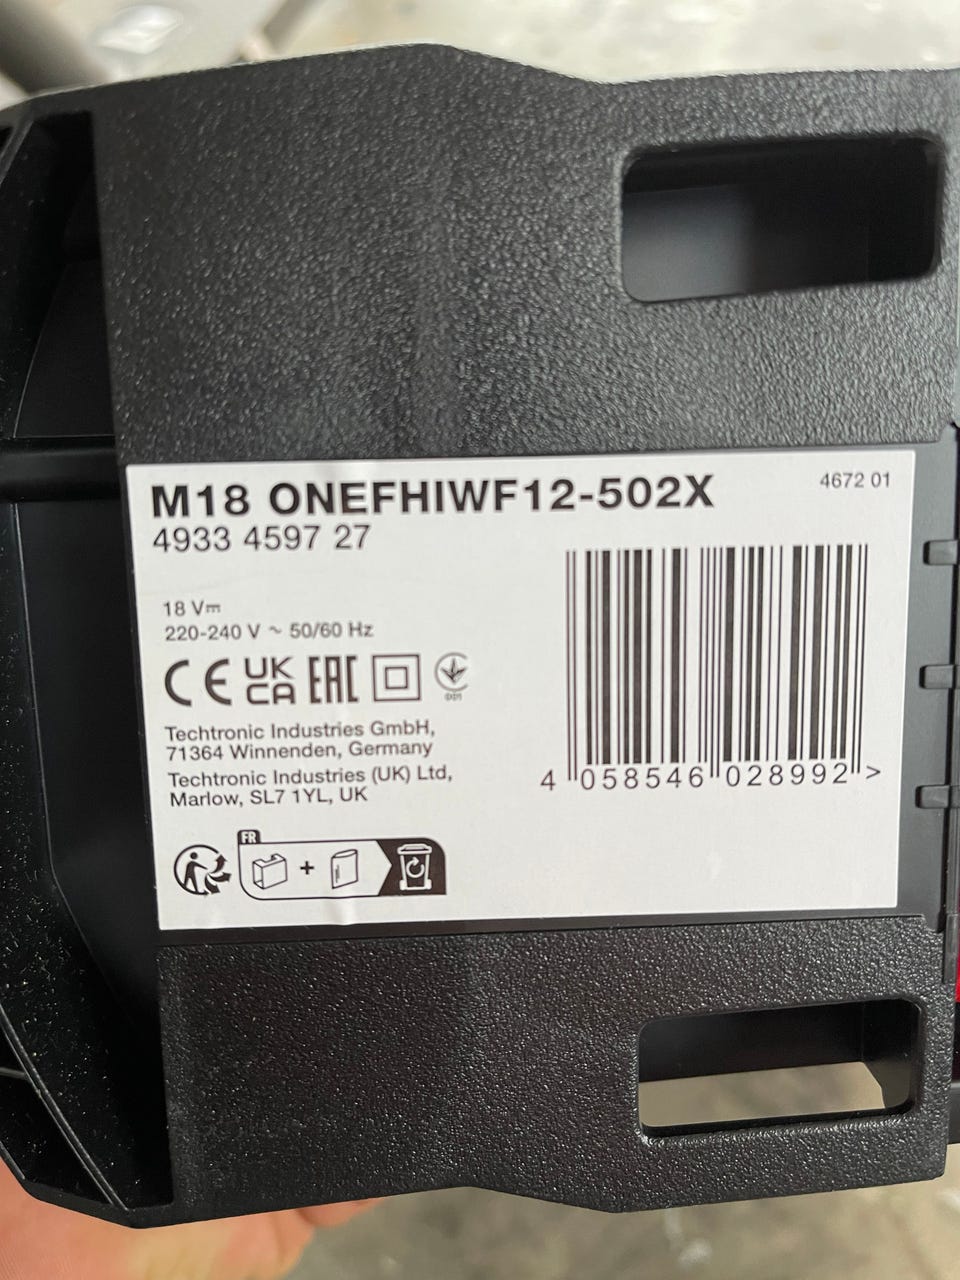 M18 ONEFHIWF12-502X
4672 01
4933 4597 27
18 V⎓
220-240 V ~ 50/60 Hz
CE UK CA EAC
Techtronic Industries GmbH,
71364 Winnenden, Germany
Techtronic Industries (UK) Ltd,
Marlow, SL7 1YL, UK
4 058546 028992 >
FR
+